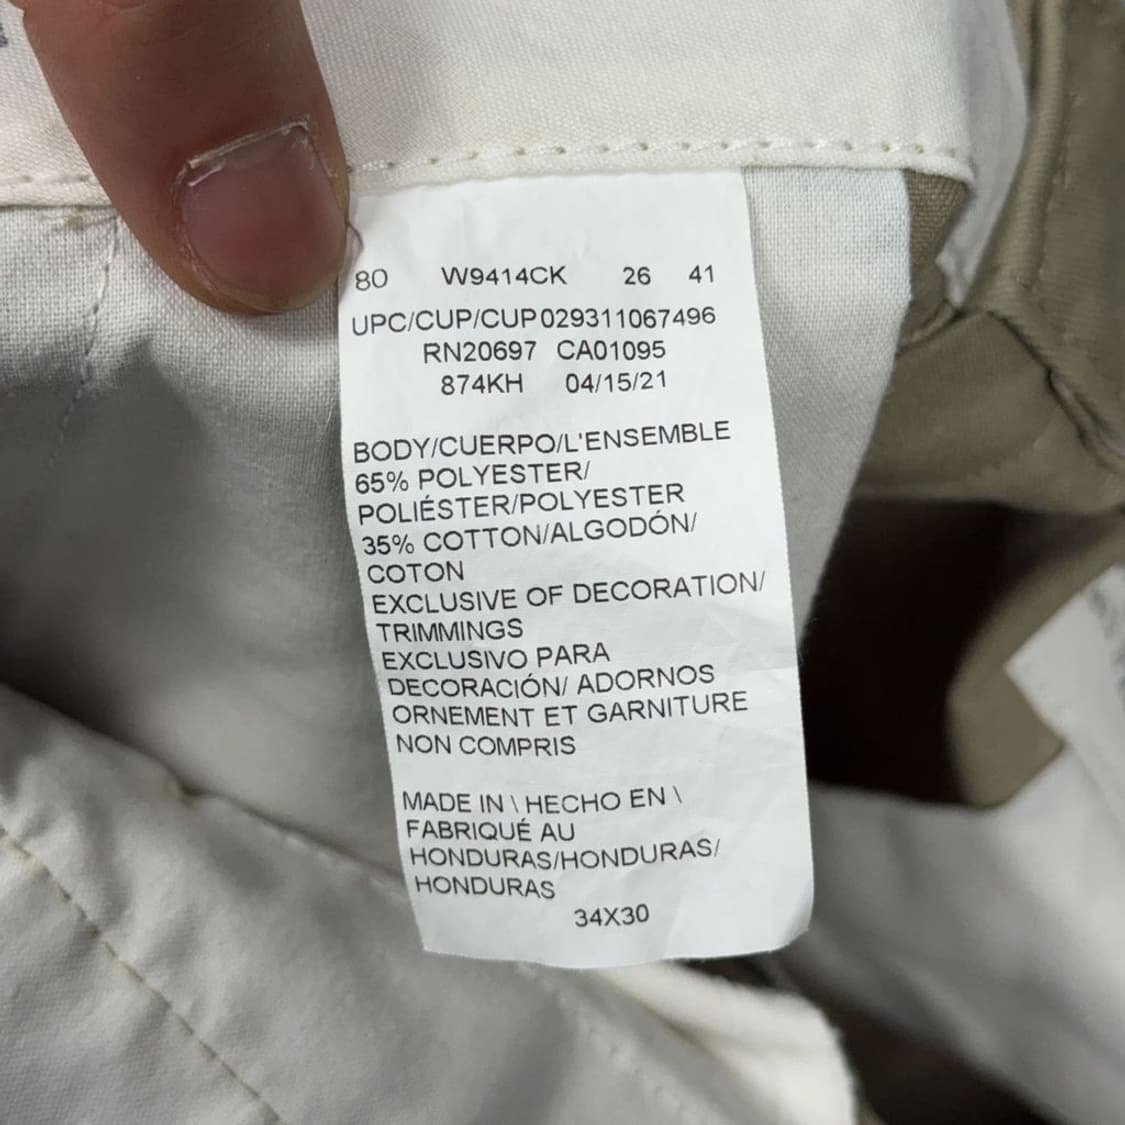 80 W9414CK 26 41
UPC/CUP/CUP029311067496
RN20697 CA01095
874KH 04/15/21
BODY/CUERPO/L'ENSEMBLE
65% POLYESTER/
POLIÉSTER/POLYESTER
35% COTTON/ALGODÓN/
COTON
EXCLUSIVE OF DECORATION/
TRIMMINGS
EXCLUSIVO PARA
DECORACIÓN/ ADORNOS
ORNEMENT ET GARNITURE
NON COMPRIS
MADE IN \ HECHO EN \
FABRIQUÉ AU
HONDURAS/HONDURAS/
HONDURAS
34X30